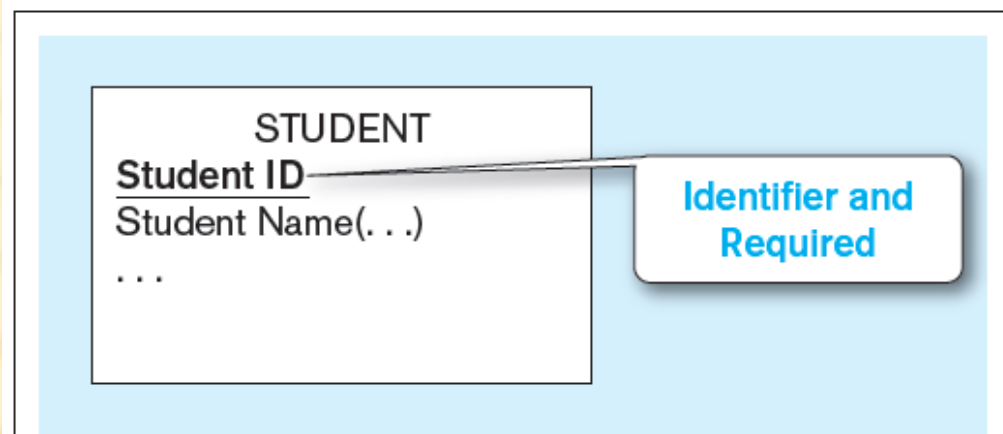 STUDENT
Student ID
Student Name(. . .)
. . .
Identifier and
Required